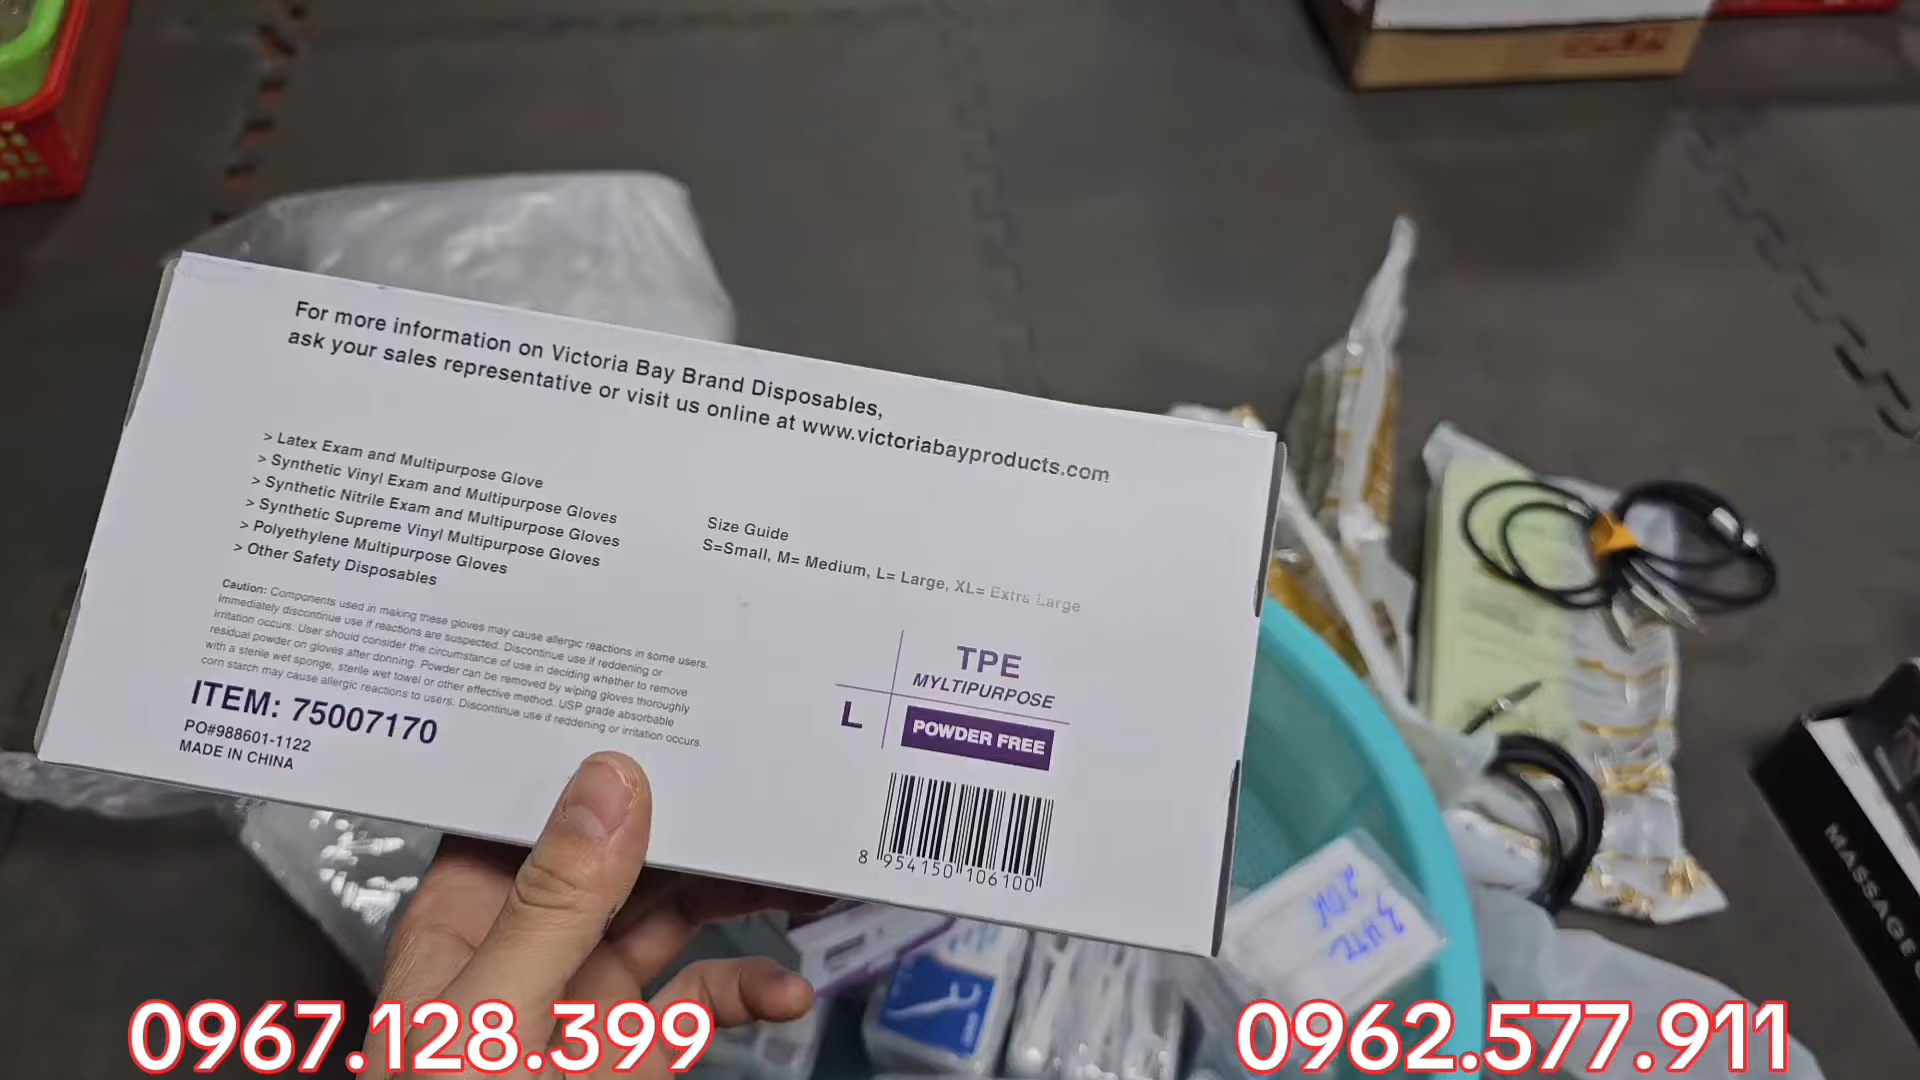 For more information on Victoria Bay Brand Disposables,
ask your sales representative or visit us online at www.victoriabayproducts.com
> Latex Exam and Multipurpose Glove
> Synthetic Vinyl Exam and Multipurpose Gloves
> Synthetic Nitrile Exam and Multipurpose Gloves
> Synthetic Supreme Vinyl Multipurpose Gloves
> Polyethylene Multipurpose Gloves
> Other Safety Disposables
Size Guide
S=Small, M= Medium, L= Large, XL= Extra Large
Caution: Components used in making these gloves may cause allergic reactions in some users.
Immediately discontinue use if reactions are suspected. Discontinue use if reddening or
irritation occurs. User should consider the circumstance of use in deciding whether to remove
residual powder on gloves after donning. Powder can be removed by wiping gloves thoroughly
with a sterile wet sponge, sterile wet towel or other effective method. USP grade absorbable
corn starch may cause allergic reactions to users. Discontinue use if reddening or irritation occurs.
ITEM: 75007170
PO#988601-1122
MADE IN CHINA
TPE
MYLTIPURPOSE
L
POWDER FREE
8 954150 106100
MASSAGE
0967.128.399
0962.577.911